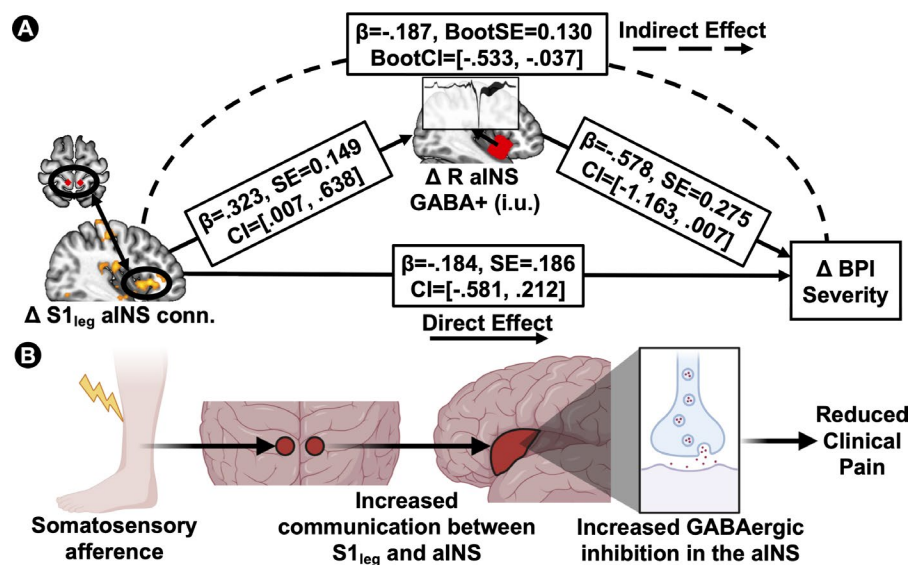 A
β=-.187, BootSE=0.130
BootCI=[-.533, -.037]
Indirect Effect
β=.323, SE=0.149
CI=[.007, .638]
Δ R aINS
GABA+ (i.u.)
β=-.578, SE=0.275
CI=[-1.163, .007]
β=-.184, SE=.186
CI=[-.581, .212]
Direct Effect
Δ BPI
Severity
Δ S1leg aINS conn.
B
Somatosensory
afference
Increased
communication between
S1leg and aINS
Increased GABAergic
inhibition in the aINS
Reduced
Clinical
Pain